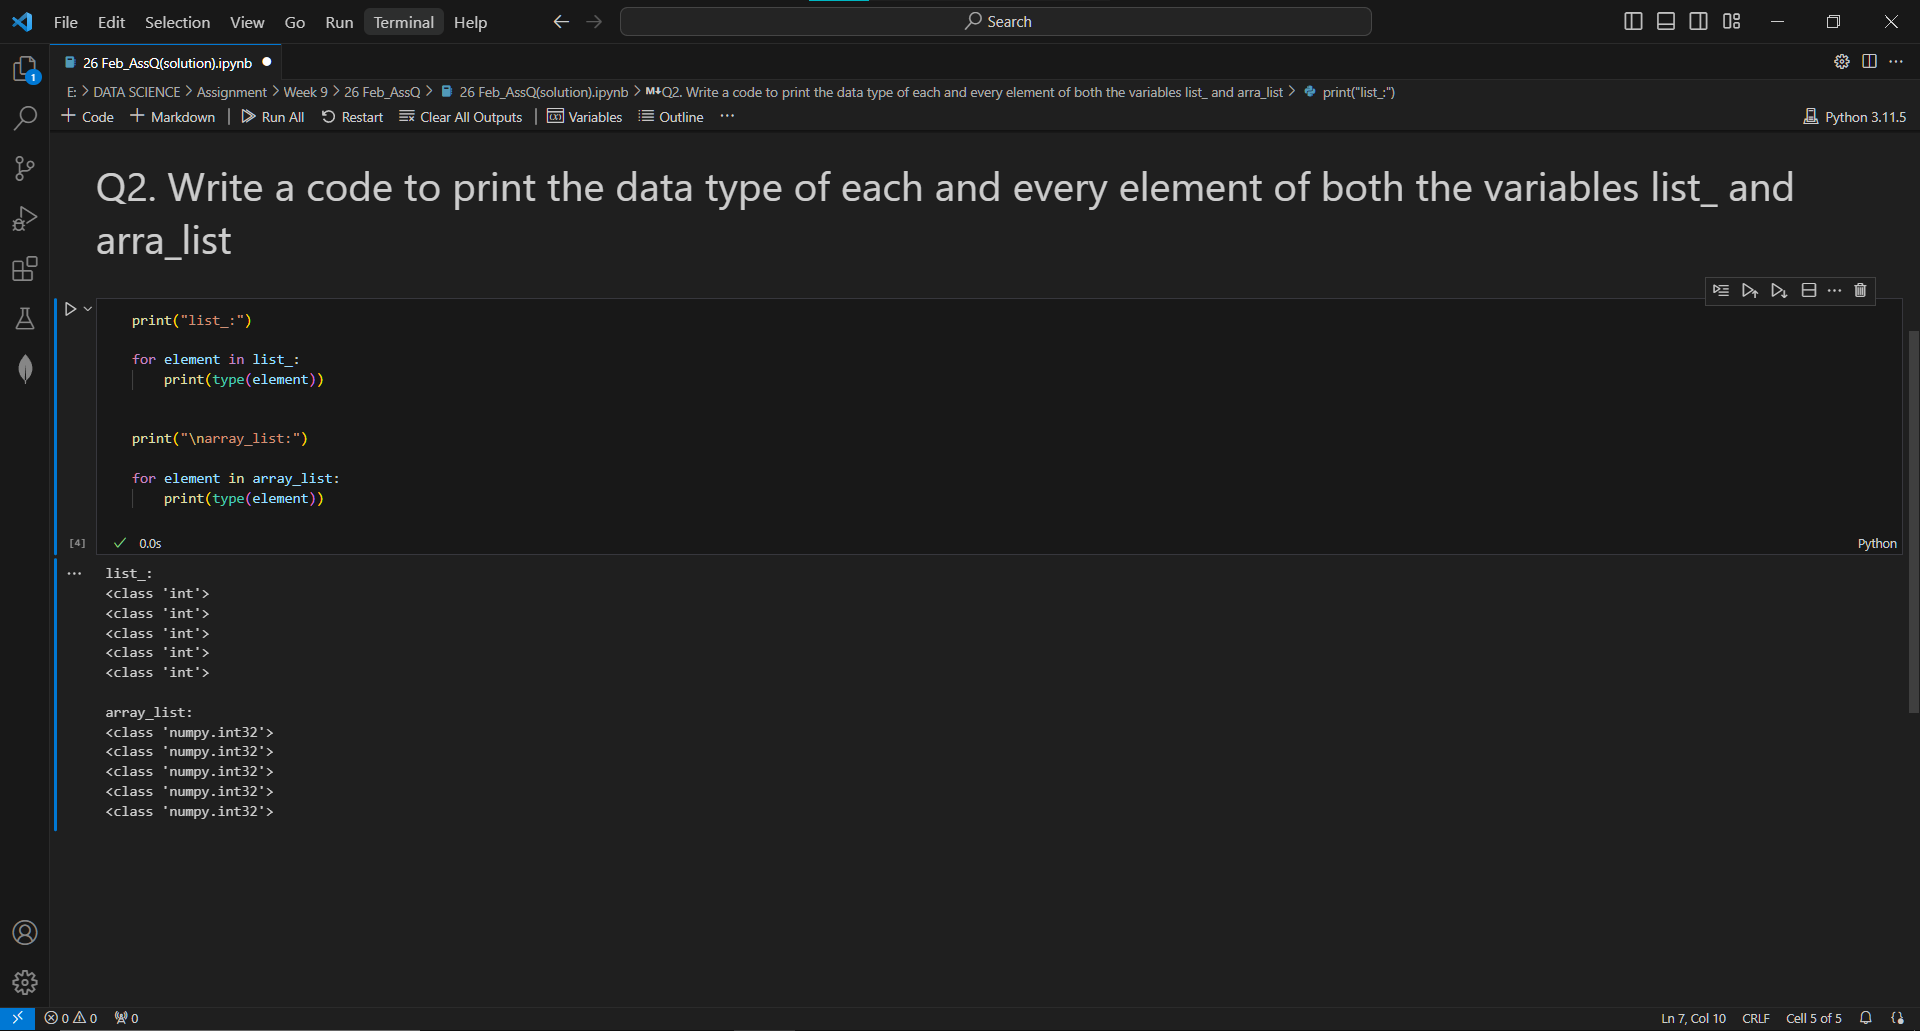 File Edit Selection View Go Run Terminal Help Search
26 Feb_AssQ(solution).ipynb
E: > DATA SCIENCE > Assignment > Week 9 > 26 Feb_AssQ > 26 Feb_AssQ(solution).ipynb > M↓Q2. Write a code to print the data type of each and every element of both the variables list_ and arra_list > print("list_:")
+ Code + Markdown | Run All Restart Clear All Outputs | Variables Outline ··· Python 3.11.5
Q2. Write a code to print the data type of each and every element of both the variables list_ and
arra_list
print("list_:")
for element in list_:
    print(type(element))
print("\narray_list:")
for element in array_list:
    print(type(element))
[4] 0.0s Python
list_:
<class 'int'>
<class 'int'>
<class 'int'>
<class 'int'>
<class 'int'>
array_list:
<class 'numpy.int32'>
<class 'numpy.int32'>
<class 'numpy.int32'>
<class 'numpy.int32'>
<class 'numpy.int32'>
0 0 0 Ln 7, Col 10 CRLF Cell 5 of 5